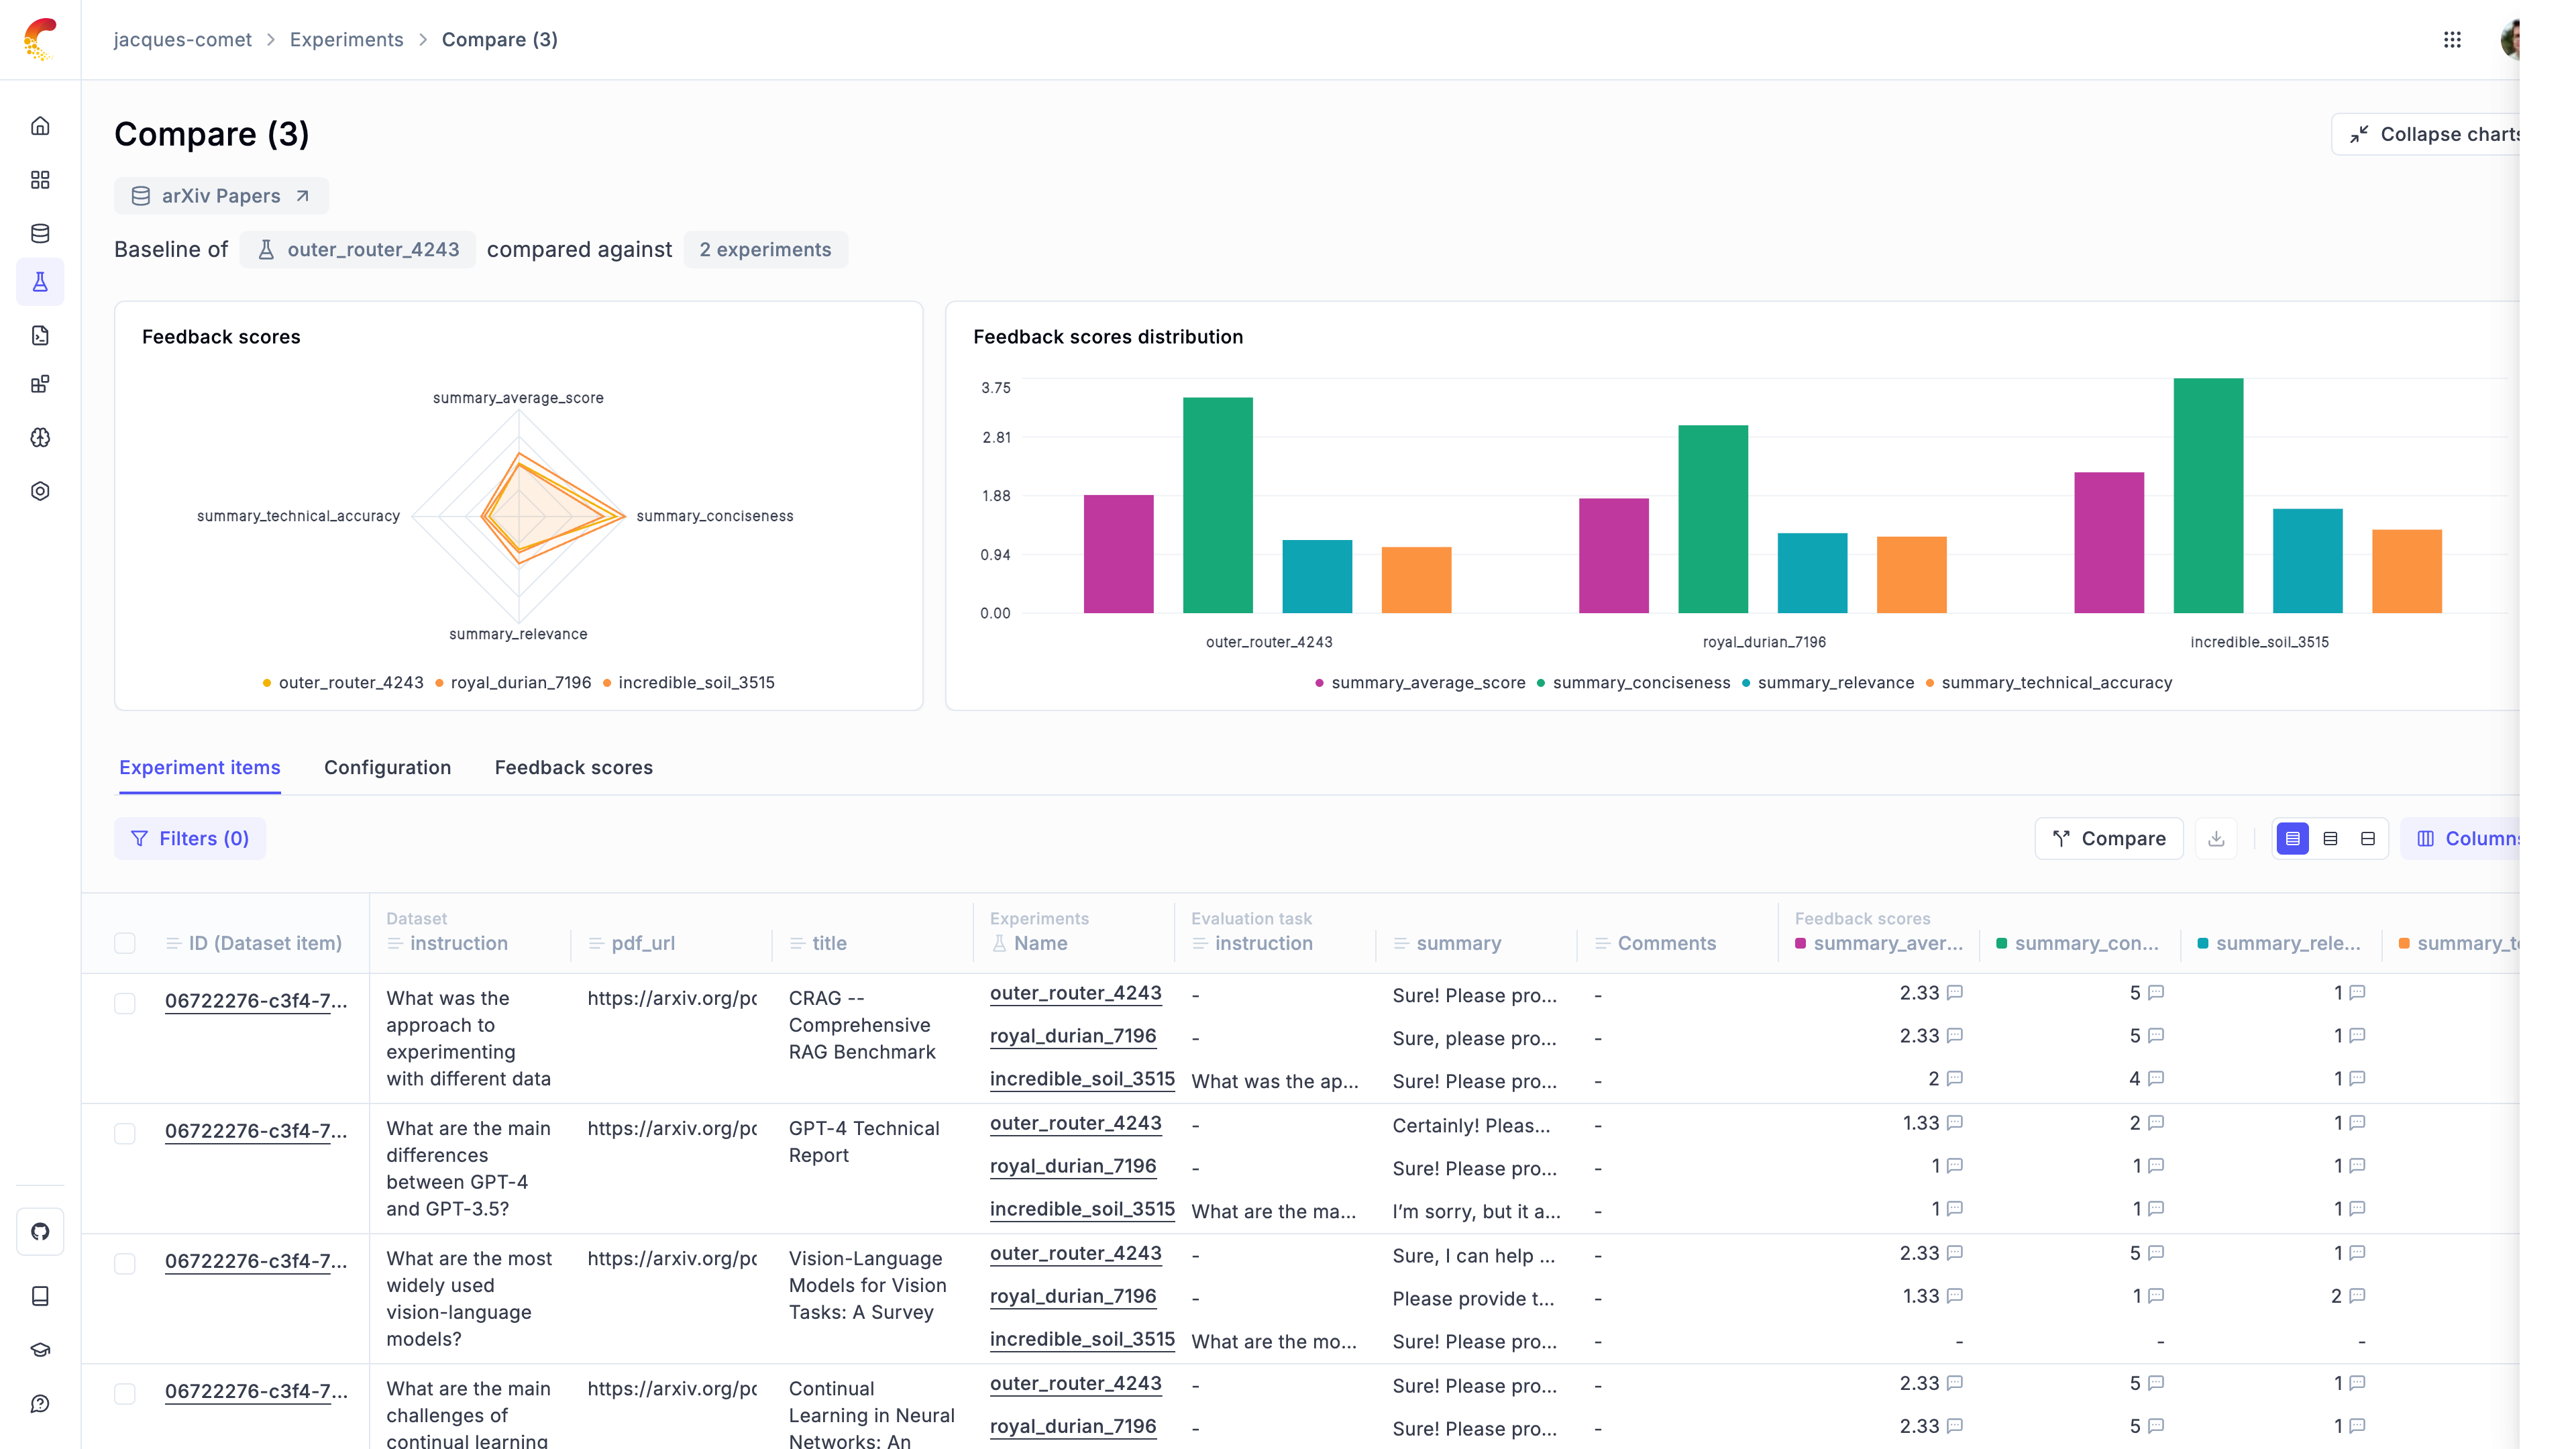 jacques-comet > Experiments > Compare (3)
Compare (3)
Collapse charts
arXiv Papers
Baseline of outer_router_4243 compared against 2 experiments
Feedback scores
summary_average_score
summary_technical_accuracy
summary_conciseness
summary_relevance
outer_router_4243 royal_durian_7196 incredible_soil_3515
Feedback scores distribution
3.75
2.81
1.88
0.94
0.00
outer_router_4243 royal_durian_7196 incredible_soil_3515
summary_average_score summary_conciseness summary_relevance summary_technical_accuracy
Experiment items Configuration Feedback scores
Filters (0)
Compare
Columns
Dataset Experiments Evaluation task Feedback scores
ID (Dataset item) instruction pdf_url title Name instruction summary Comments summary_aver... summary_con... summary_rele... summary_te
06722276-c3f4-7...
What was the
approach to
experimenting
with different data
https://arxiv.org/pc
CRAG --
Comprehensive
RAG Benchmark
outer_router_4243 - Sure! Please pro... - 2.33 5 1
royal_durian_7196 - Sure, please pro... - 2.33 5 1
incredible_soil_3515 What was the ap... Sure! Please pro... - 2 4 1
06722276-c3f4-7...
What are the main
differences
between GPT-4
and GPT-3.5?
https://arxiv.org/pc
GPT-4 Technical
Report
outer_router_4243 - Certainly! Pleas... - 1.33 2 1
royal_durian_7196 - Sure! Please pro... - 1 1 1
incredible_soil_3515 What are the ma... I'm sorry, but it a... - 1 1 1
06722276-c3f4-7...
What are the most
widely used
vision-language
models?
https://arxiv.org/pc
Vision-Language
Models for Vision
Tasks: A Survey
outer_router_4243 - Sure, I can help ... - 2.33 5 1
royal_durian_7196 - Please provide t... - 1.33 1 2
incredible_soil_3515 What are the mo... Sure! Please pro... - - - -
06722276-c3f4-7...
What are the main
challenges of
continual learning
https://arxiv.org/pc
Continual
Learning in Neural
Networks: An
outer_router_4243 - Sure! Please pro... - 2.33 5 1
royal_durian_7196 - Sure! Please pro... - 2.33 5 1